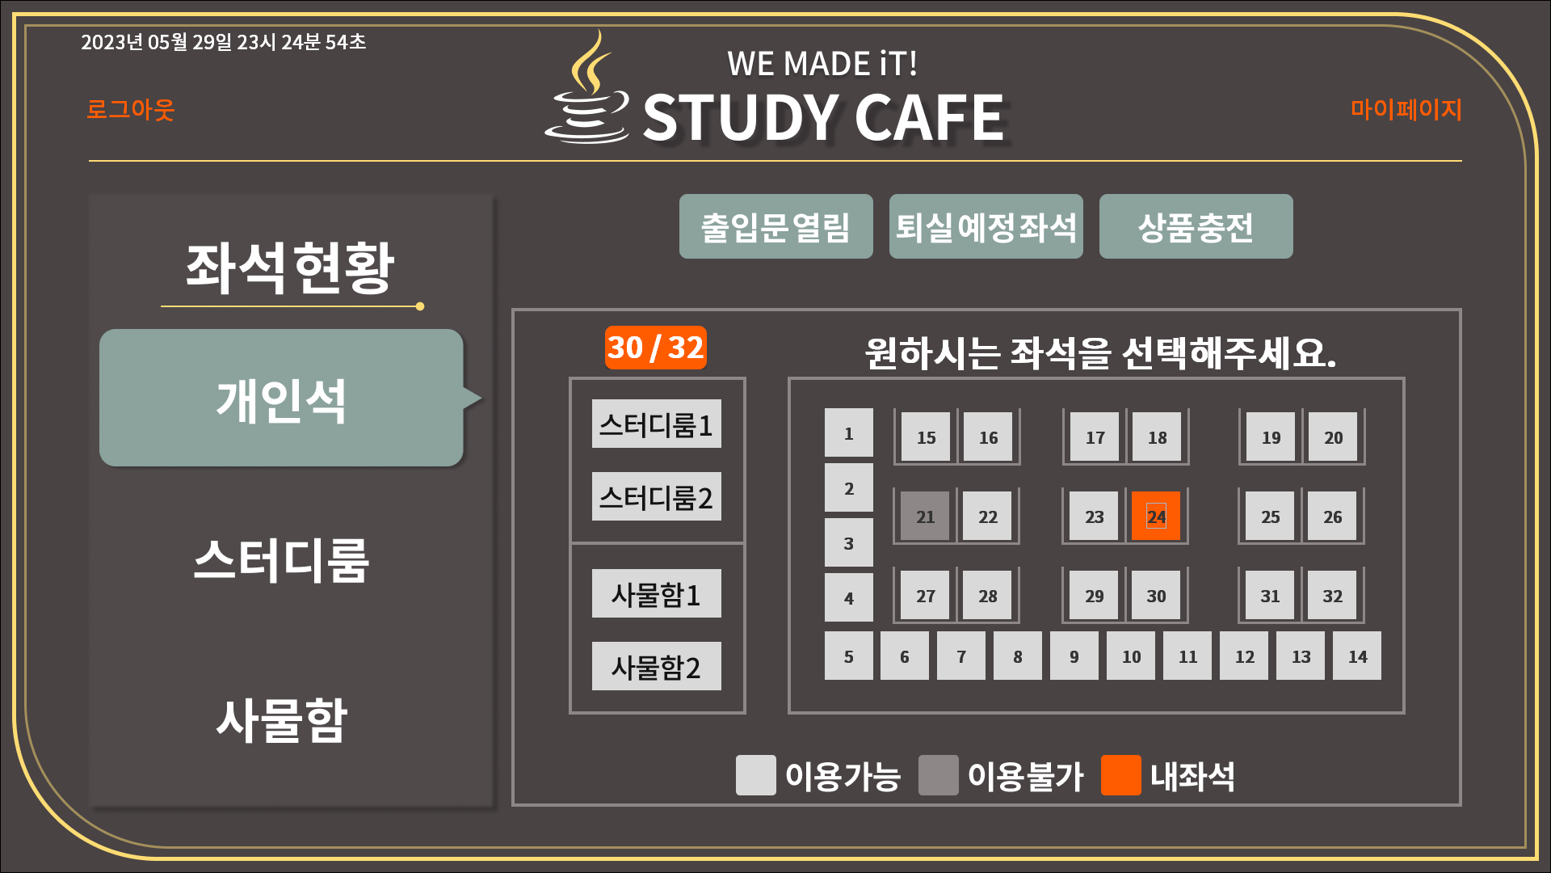 2023년 05월 29일 23시 24분 54초
WE MADE iT!
STUDY CAFE
로그아웃
마이페이지
좌석현황
개인석
스터디룸
사물함
출입문열림
퇴실예정좌석
상품충전
30 / 32
원하시는 좌석을 선택해주세요.
스터디룸1
스터디룸2
사물함1
사물함2
1
15 16 17 18 19 20
2
21 22 23 24 25 26
3
4
27 28 29 30 31 32
5 6 7 8 9 10 11 12 13 14
이용가능 이용불가 내좌석